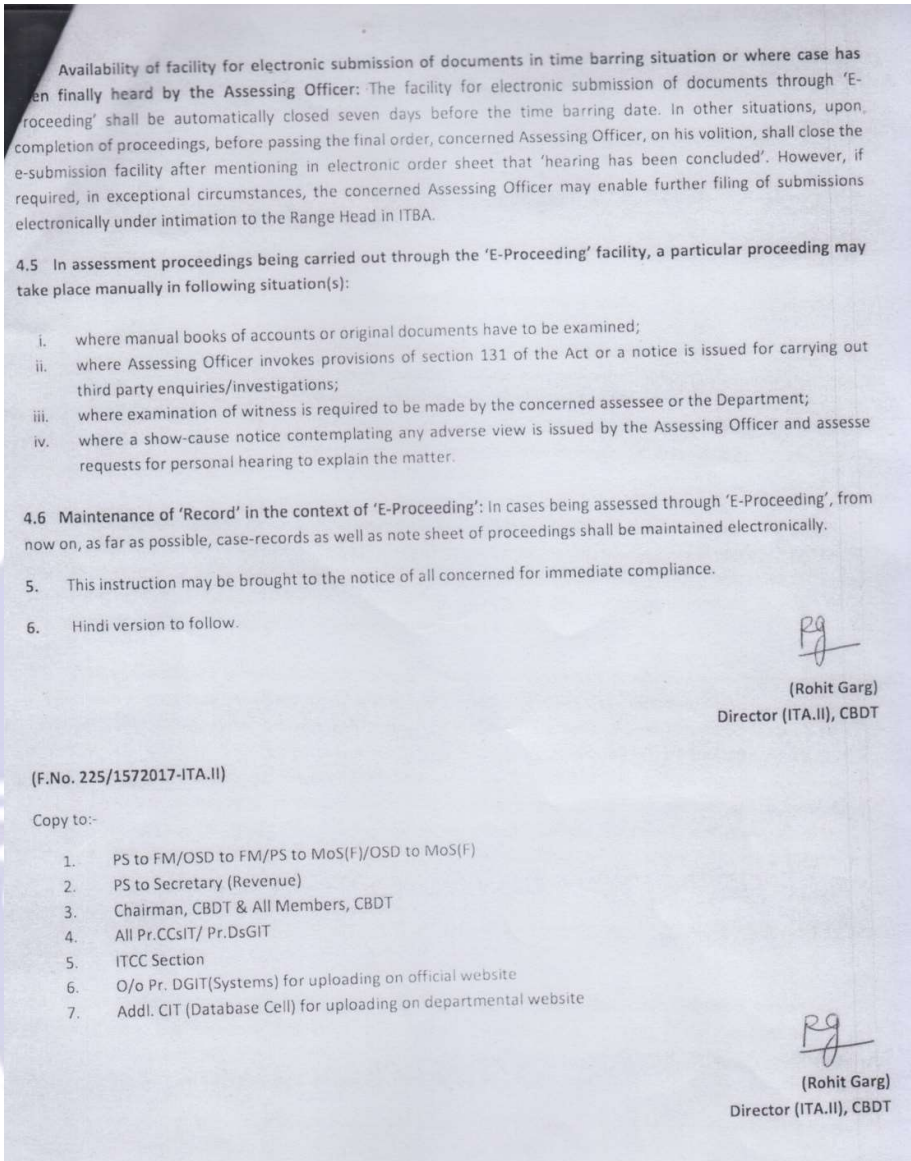 Availability of facility for electronic submission of documents in time barring situation or where case has
en finally heard by the Assessing Officer: The facility for electronic submission of documents through 'E-
roceeding' shall be automatically closed seven days before the time barring date. In other situations, upon
completion of proceedings, before passing the final order, concerned Assessing Officer, on his volition, shall close the
e-submission facility after mentioning in electronic order sheet that 'hearing has been concluded'. However, if
required, in exceptional circumstances, the concerned Assessing Officer may enable further filing of submissions
electronically under intimation to the Range Head in ITBA.
4.5 In assessment proceedings being carried out through the 'E-Proceeding' facility, a particular proceeding may
take place manually in following situation(s):
i. where manual books of accounts or original documents have to be examined;
ii. where Assessing Officer invokes provisions of section 131 of the Act or a notice is issued for carrying out
third party enquiries/investigations;
iii. where examination of witness is required to be made by the concerned assessee or the Department;
iv. where a show-cause notice contemplating any adverse view is issued by the Assessing Officer and assesse
requests for personal hearing to explain the matter.
4.6 Maintenance of 'Record' in the context of 'E-Proceeding': In cases being assessed through 'E-Proceeding', from
now on, as far as possible, case-records as well as note sheet of proceedings shall be maintained electronically.
5. This instruction may be brought to the notice of all concerned for immediate compliance.
6. Hindi version to follow.
Rg
(Rohit Garg)
Director (ITA.II), CBDT
(F.No. 225/1572017-ITA.II)
Copy to:-
1. PS to FM/OSD to FM/PS to MoS(F)/OSD to MoS(F)
2. PS to Secretary (Revenue)
3. Chairman, CBDT & All Members, CBDT
4. All Pr.CCsIT/ Pr.DsGIT
5. ITCC Section
6. O/o Pr. DGIT(Systems) for uploading on official website
7. Addl. CIT (Database Cell) for uploading on departmental website
Rg
(Rohit Garg)
Director (ITA.II), CBDT